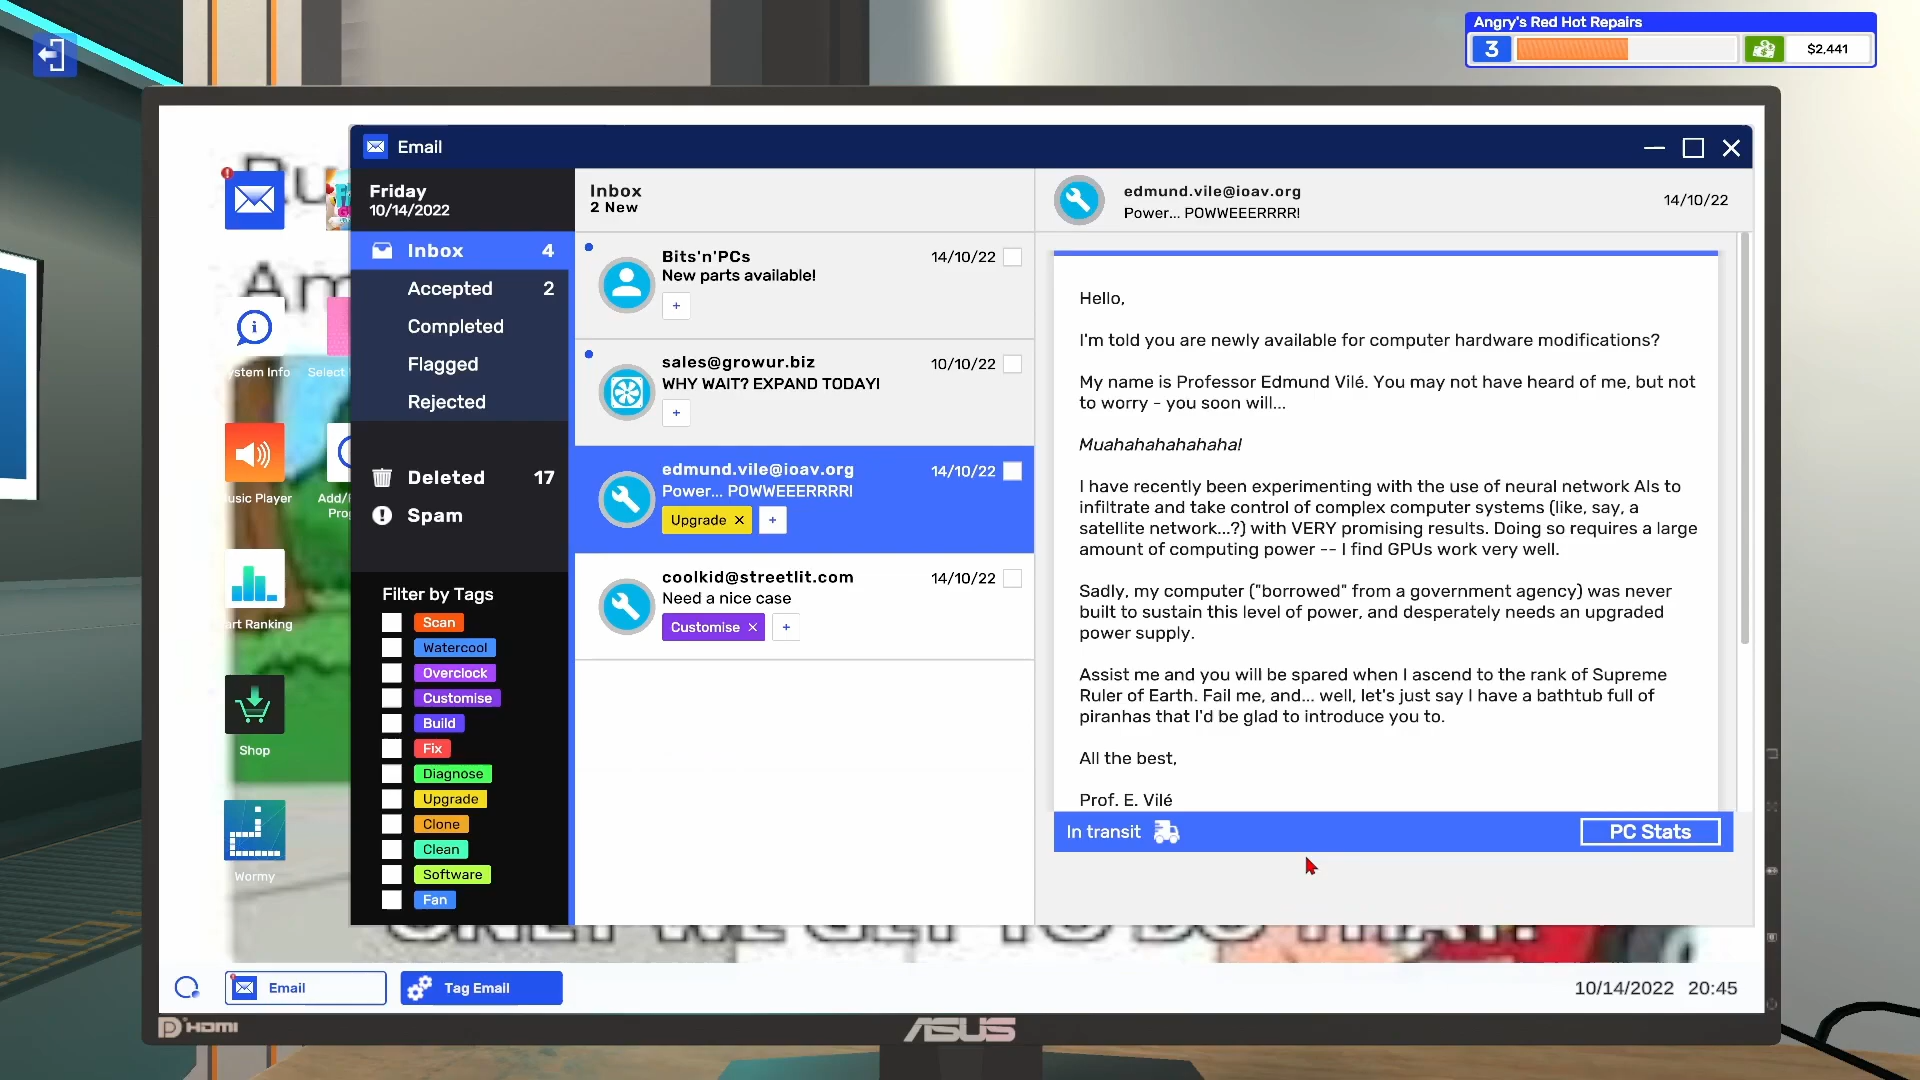 Angry's Red Hot Repairs
3
$2,441
Email
Friday
10/14/2022
Inbox 4
Accepted 2
Completed
Flagged
Rejected
Deleted 17
Spam
Filter by Tags
Scan
Watercool
Overclock
Customise
Build
Fix
Diagnose
Upgrade
Clone
Clean
Software
Fan
Inbox
2 New
Bits'n'PCs 14/10/22
New parts available!
+
sales@growur.biz 10/10/22
WHY WAIT? EXPAND TODAY!
+
edmund.vile@ioav.org 14/10/22
Power... POWWEEERRRR!
Upgrade × +
coolkid@streetlit.com 14/10/22
Need a nice case
Customise × +
edmund.vile@ioav.org
Power... POWWEEERRRR!
14/10/22
Hello,
I'm told you are newly available for computer hardware modifications?
My name is Professor Edmund Vilé. You may not have heard of me, but not
to worry - you soon will...
Muahahahahahaha!
I have recently been experimenting with the use of neural network AIs to
infiltrate and take control of complex computer systems (like, say, a
satellite network...?) with VERY promising results. Doing so requires a large
amount of computing power -- I find GPUs work very well.
Sadly, my computer ("borrowed" from a government agency) was never
built to sustain this level of power, and desperately needs an upgraded
power supply.
Assist me and you will be spared when I ascend to the rank of Supreme
Ruler of Earth. Fail me, and... well, let's just say I have a bathtub full of
piranhas that I'd be glad to introduce you to.
All the best,
Prof. E. Vilé
In transit
PC Stats
Ru
Am
ystem Info Select
usic Player Add/
Pro
art Ranking
Shop
Wormy
ONLY WE GET TO DO THAT!
Email
Tag Email
10/14/2022 20:45
HDMI
ASUS